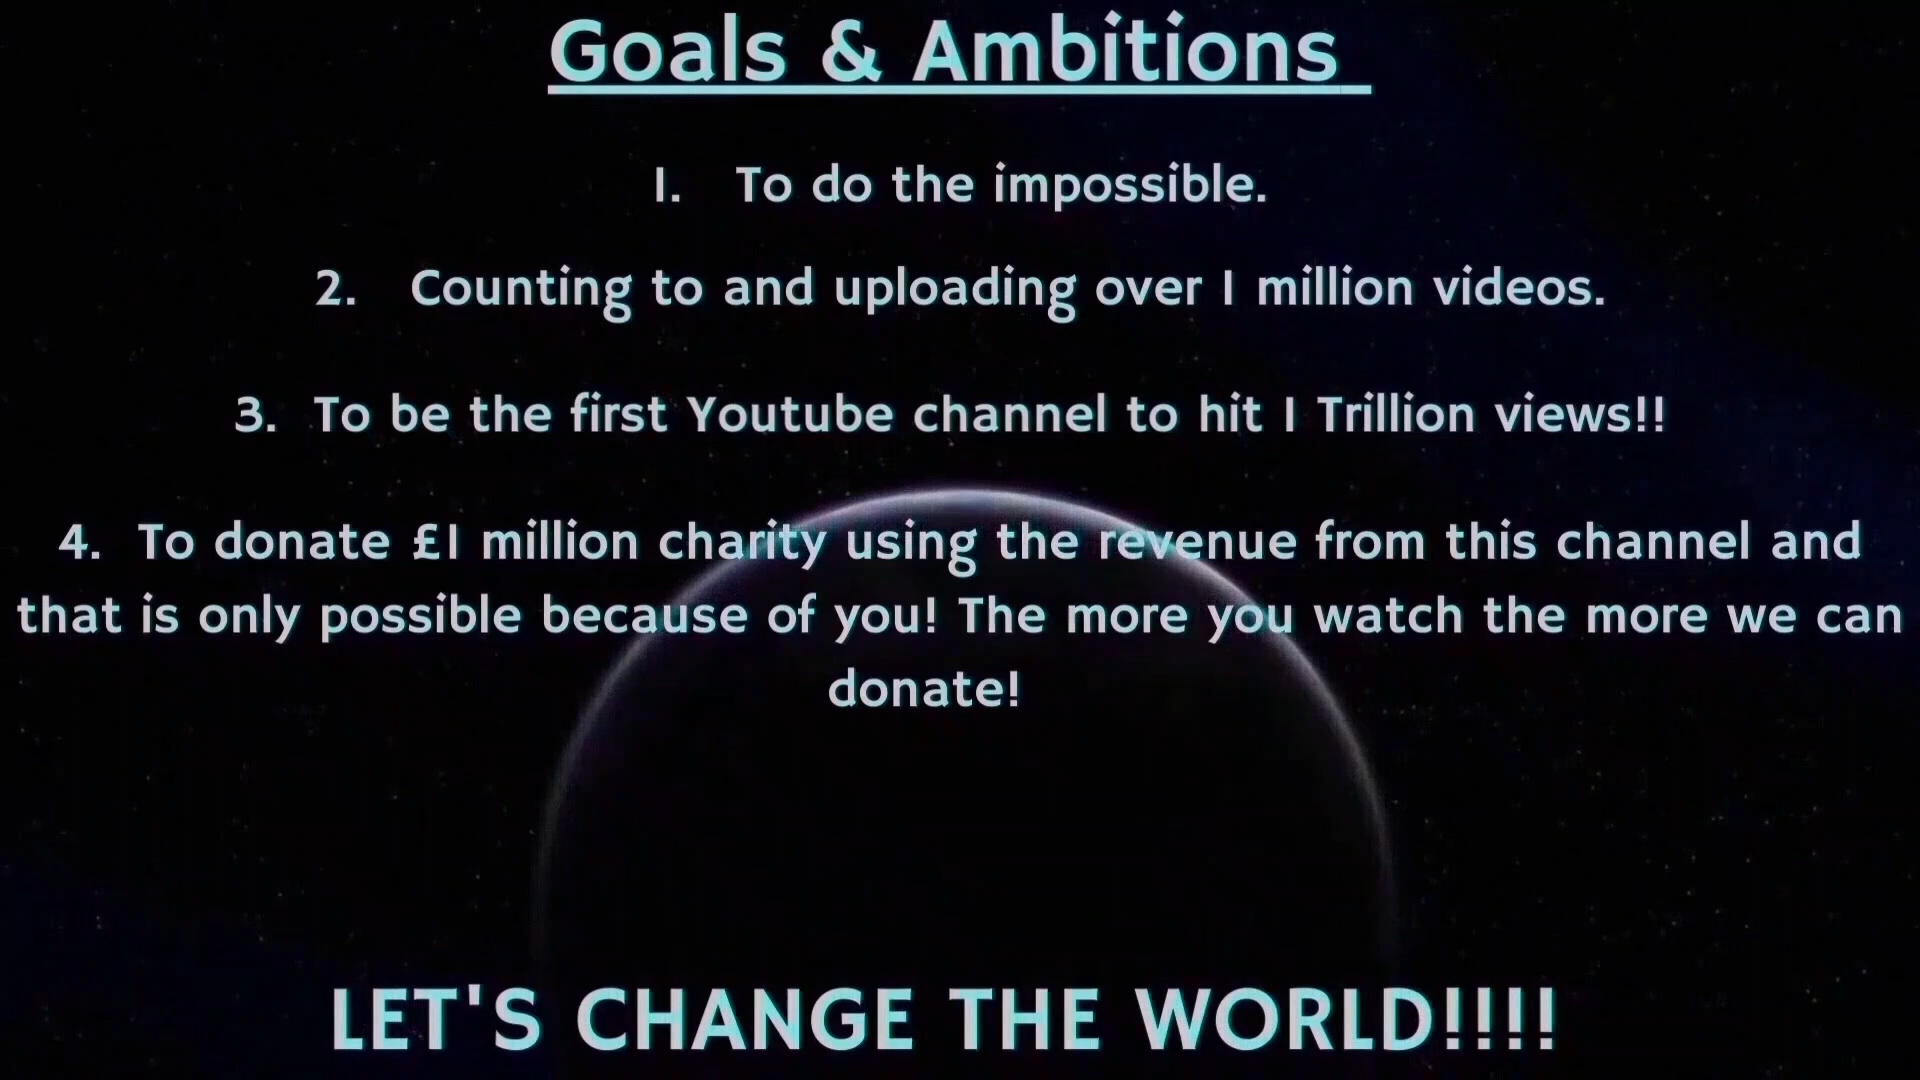 Goals & Ambitions
1. To do the impossible.
2. Counting to and uploading over 1 million videos.
3. To be the first Youtube channel to hit 1 Trillion views!!
4. To donate £1 million charity using the revenue from this channel and
that is only possible because of you! The more you watch the more we can
donate!
LET'S CHANGE THE WORLD!!!!